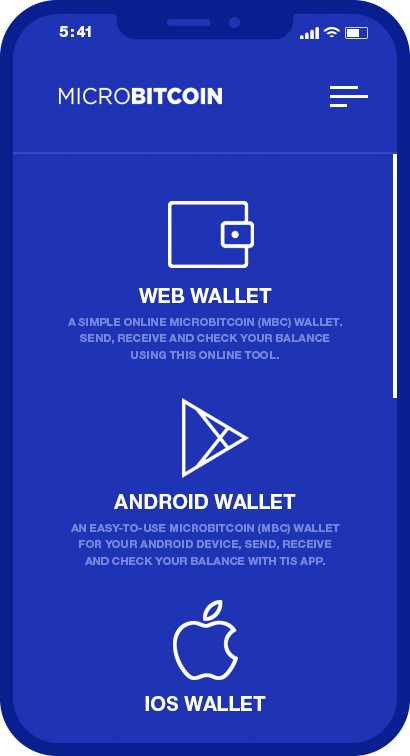 5:41
MICROBITCOIN
WEB WALLET
A SIMPLE ONLINE MICROBITCOIN (MBC) WALLET.
SEND, RECEIVE AND CHECK YOUR BALANCE
USING THIS ONLINE TOOL.
ANDROID WALLET
AN EASY-TO-USE MICROBITCOIN (MBC) WALLET
FOR YOUR ANDROID DEVICE, SEND, RECEIVE
AND CHECK YOUR BALANCE WITH TIS APP.
IOS WALLET